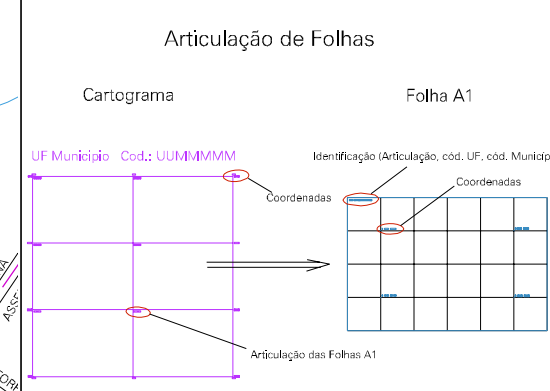 Articulação de Folhas
Cartograma
Folha A1
UF Municipio Cod.: UUMMMMM
Identificação (Articulação, cód. UF, cód. Municíp
Coordenadas
Coordenadas
Articulação das Folhas A1